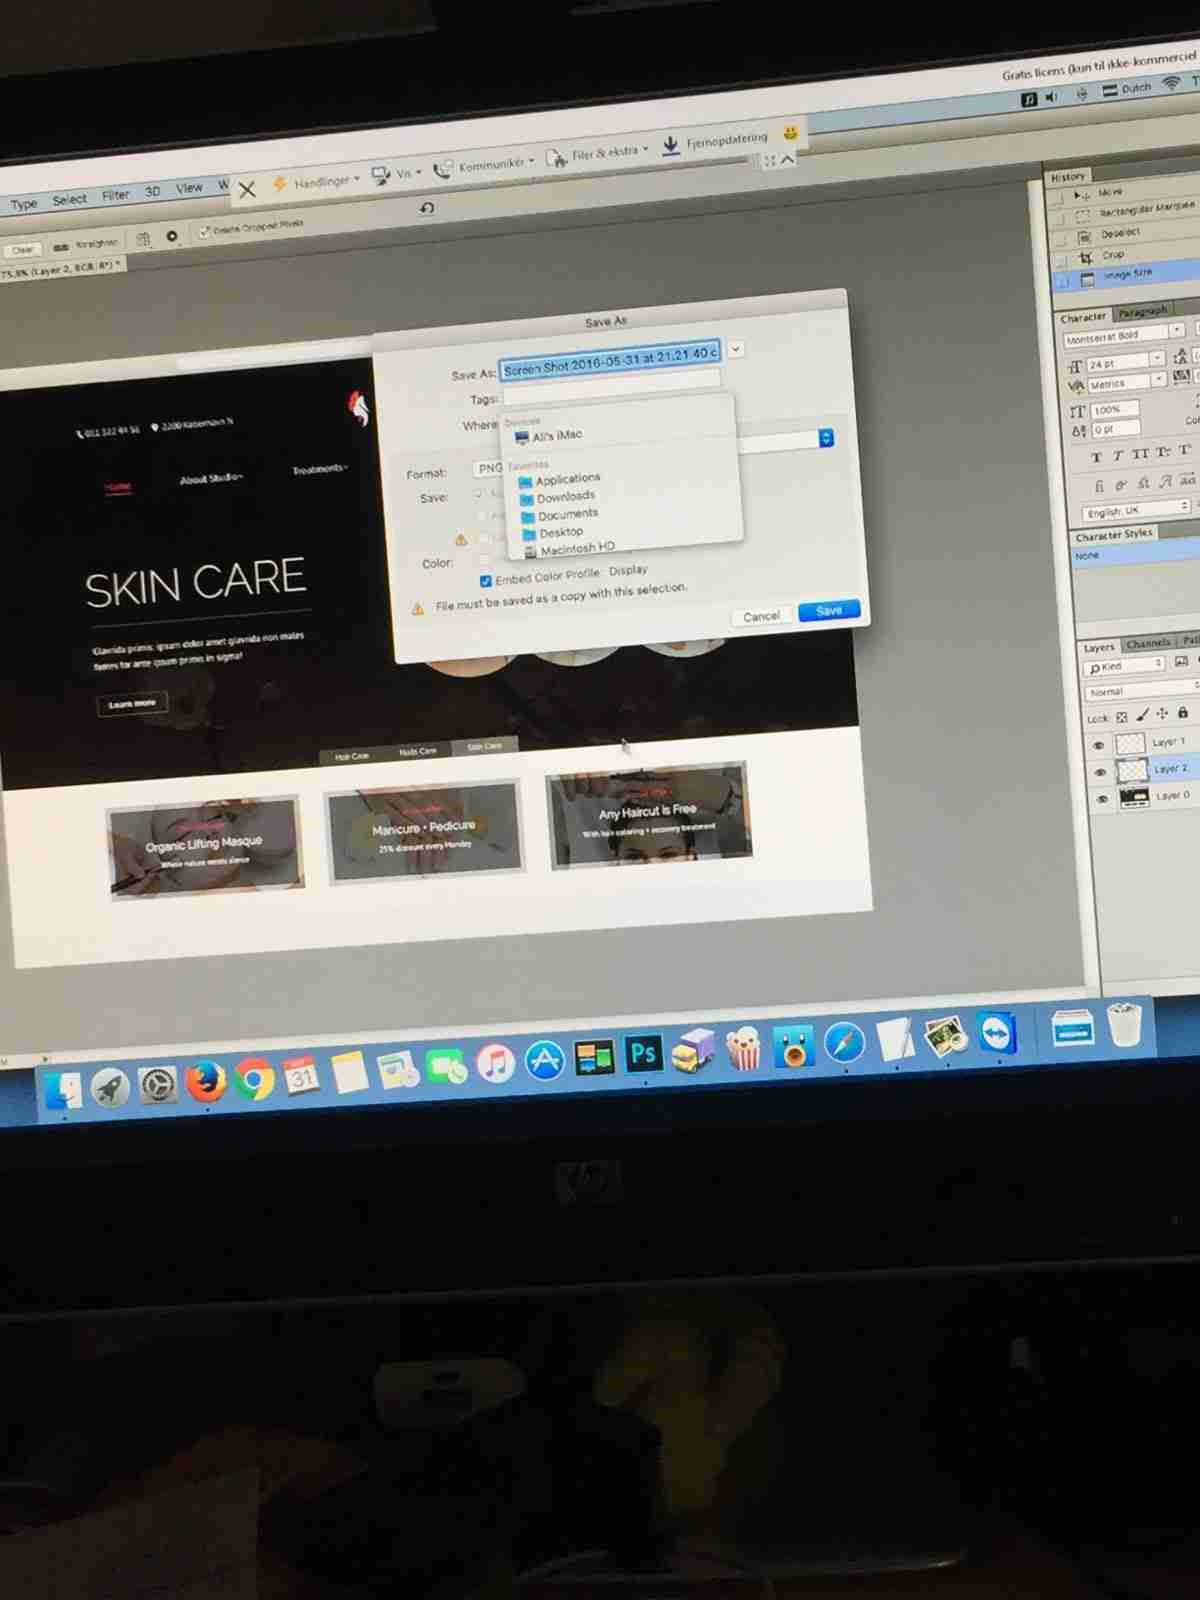 Gratis licens (kun til ikke-kommerciel
Dutch
Handlinger
Vis
Kommunikér
Filer & ekstra
Fjernopdatering
Type Select Filter 3D View W
Clear
Straighten
Delete Cropped Pixels
75,8% (Layer 2, RGB/8*) *
History
Move
Rectangular Marquee
Deselect
Crop
Image Size
Character Paragraph
Montserrat Bold
24 pt
Metrics
100%
0 pt
English: UK
Character Styles
None
Layers Channels Pat
Kind
Normal
Lock:
Layer 1
Layer 2
Layer 0
Save As
Save As: Screen Shot 2016-05-31 at 21.21.40 c
Tags:
Where
Devices
Ali's iMac
Favorites
Applications
Downloads
Documents
Desktop
Macintosh HD
Format: PNG
Save:
Color:
Embed Color Profile: Display
File must be saved as a copy with this selection.
Cancel
Save
Home
About Studio
Treatments
SKIN CARE
Glavrida primis ipsum dolor amet glavrida non males
fames for ante ipsum primis in sigma!
Learn more
Hair Care
Nails Care
Skin Care
Organic Lifting Masque
Manicure + Pedicure
25% discount every Monday
Any Haircut is Free
With hair coloring + recovery treatment
31
Ps
hp